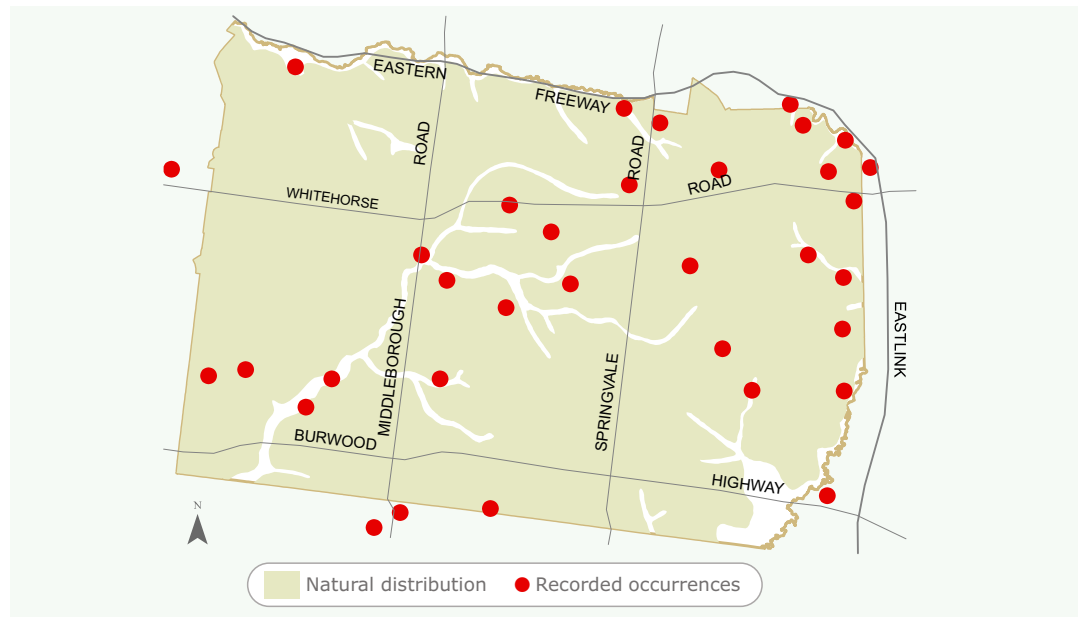 EASTERN
FREEWAY
ROAD
ROAD
WHITEHORSE
ROAD
MIDDLEBOROUGH
SPRINGVALE
EASTLINK
BURWOOD
HIGHWAY
N
Natural distribution
Recorded occurrences